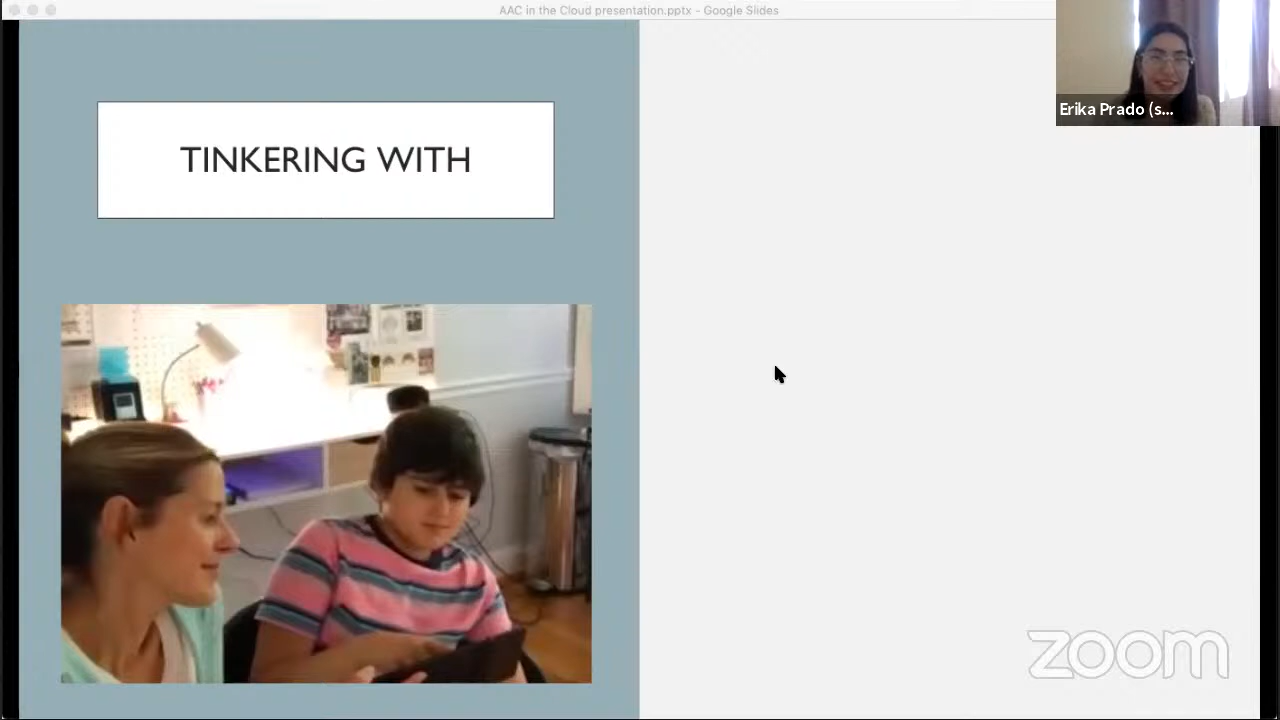 AAC in the Cloud presentation.pptx - Google Slides
Erika Prado (s...
TINKERING WITH
zoom